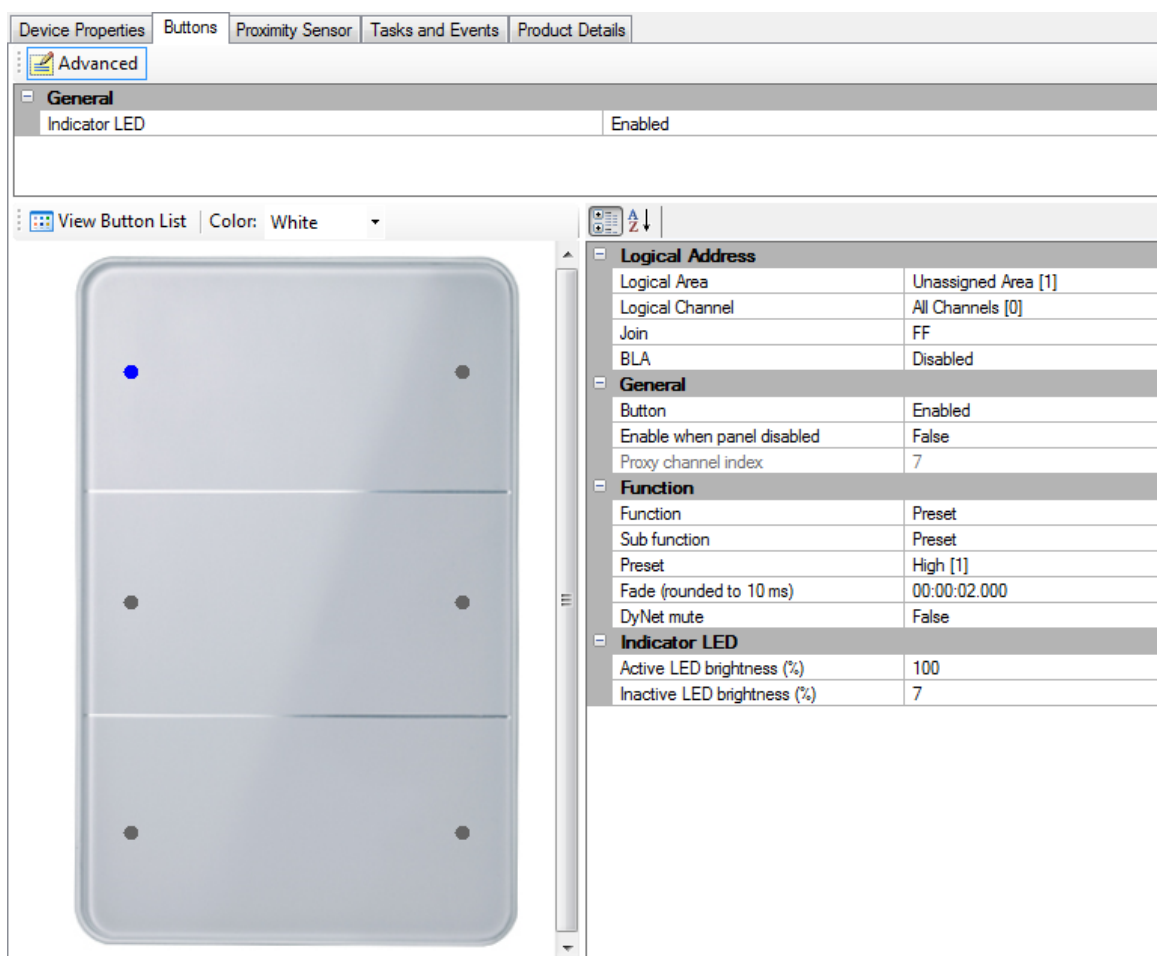 Device Properties Buttons Proximity Sensor Tasks and Events Product Details
Advanced
General
Indicator LED Enabled
View Button List Color: White
Logical Address
Logical Area Unassigned Area [1]
Logical Channel All Channels [0]
Join FF
BLA Disabled
General
Button Enabled
Enable when panel disabled False
Proxy channel index 7
Function
Function Preset
Sub function Preset
Preset High [1]
Fade (rounded to 10 ms) 00:00:02.000
DyNet mute False
Indicator LED
Active LED brightness (%) 100
Inactive LED brightness (%) 7